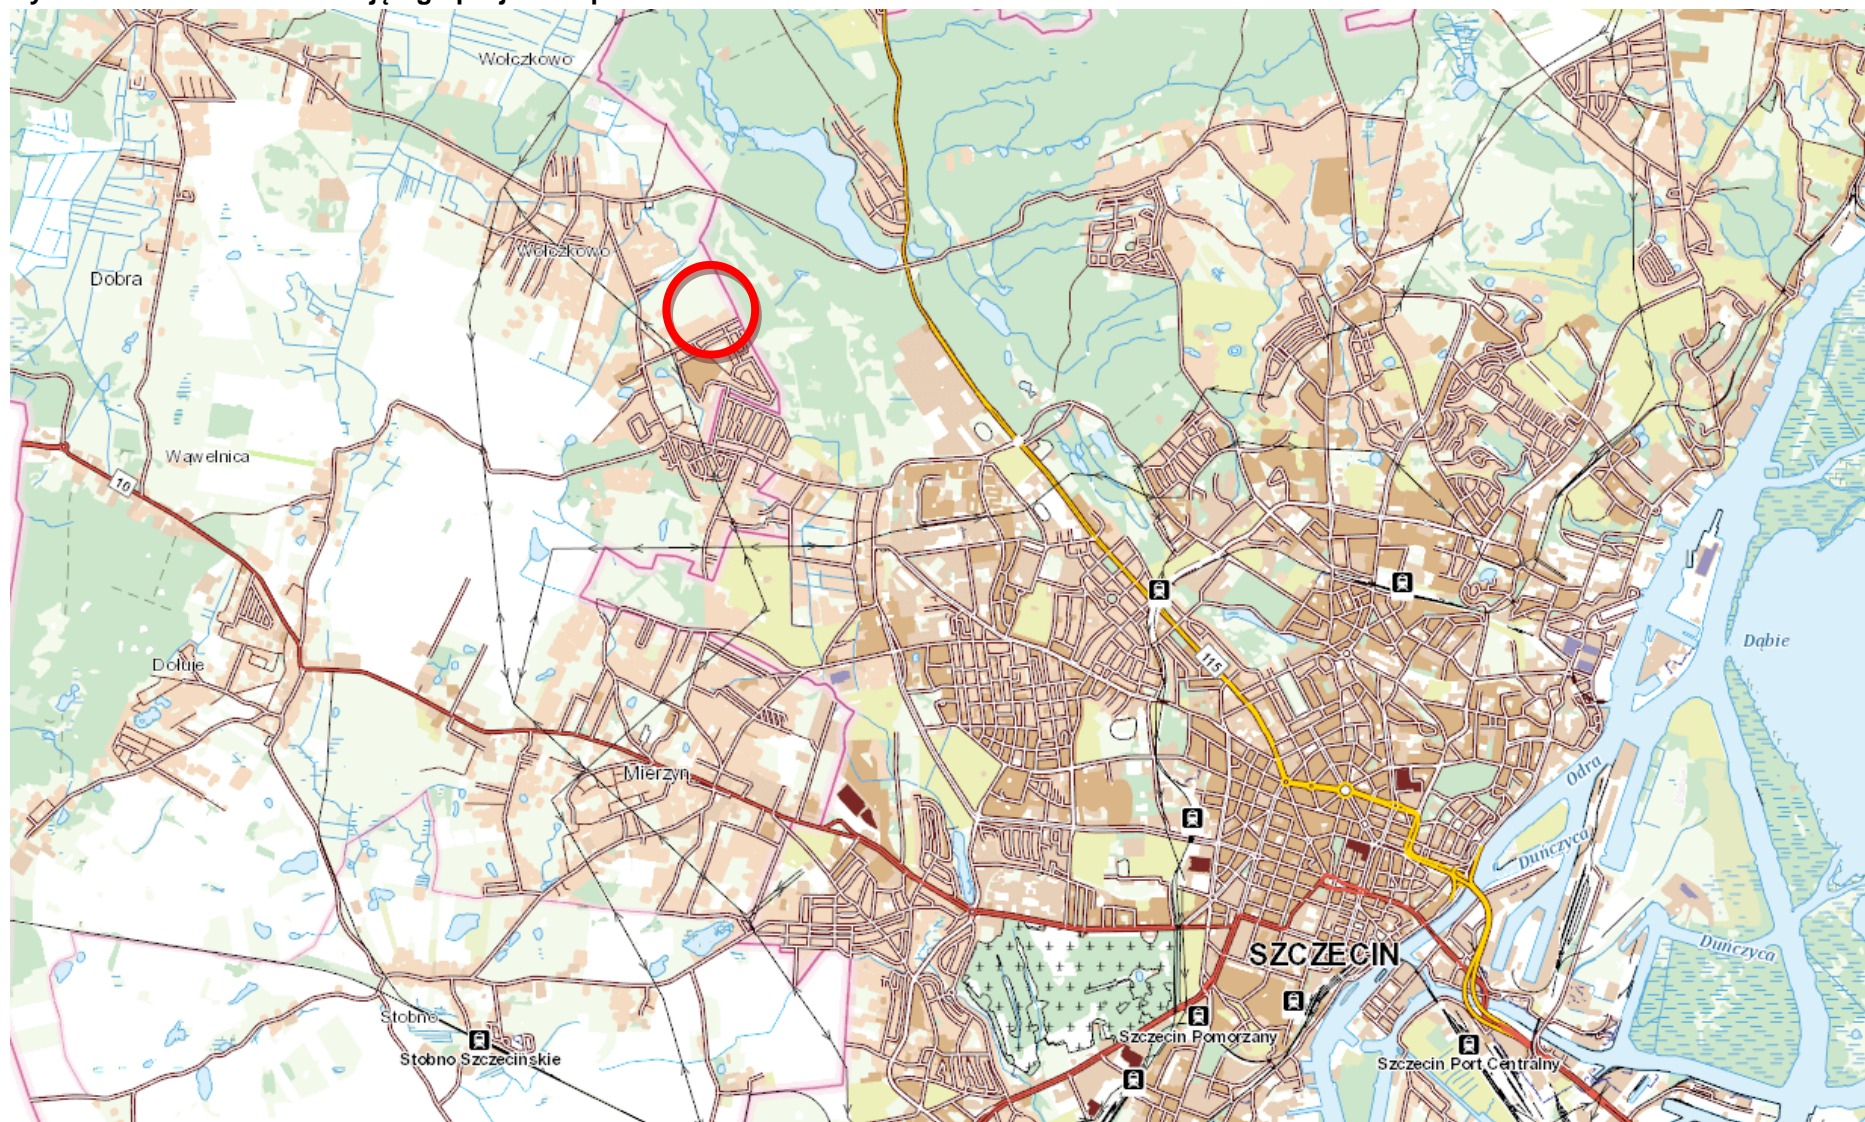 Wołczkowo
Wołczkowo
Dobra
Wąwelnica
10
Dołuje
Dąbie
115
Mierzyn
Odra
Duńczyca
Duńczyca
SZCZECIN
Stobno
Stobno Szczecińskie
Szczecin Pomorzany
Szczecin Port Centralny